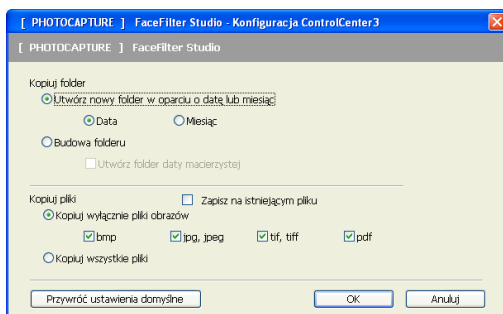 [ PHOTOCAPTURE ] FaceFilter Studio - Konfiguracja ControlCenter3
[ PHOTOCAPTURE ] FaceFilter Studio
Kopiuj folder
Utwórz nowy folder w oparciu o datę lub miesiąc
Data Miesiąc
Budowa folderu
Utwórz folder daty macierzystej
Kopiuj pliki Zapisz na istniejącym pliku
Kopiuj wyłącznie pliki obrazów
bmp jpg, jpeg tif, tiff pdf
Kopiuj wszystkie pliki
Przywróć ustawienia domyślne OK Anuluj